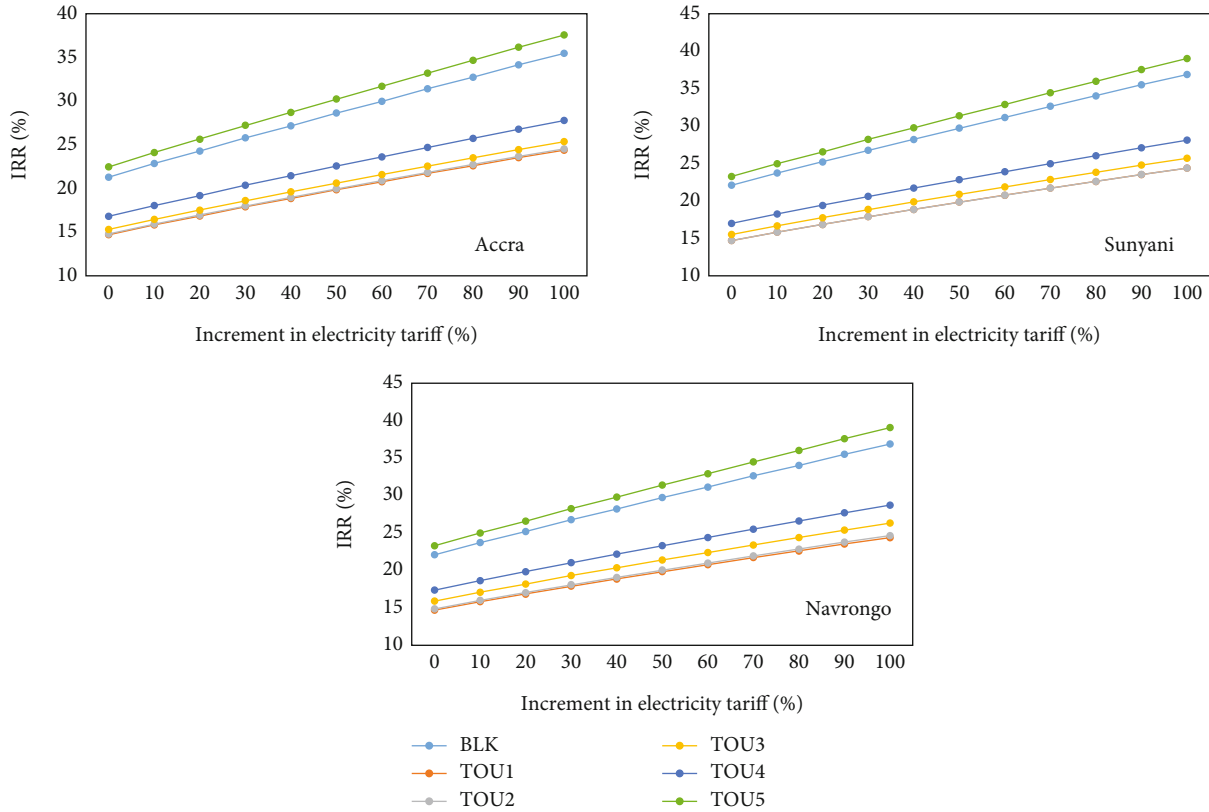 40
35
30
25
20
15
10
IRR (%)
0 10 20 30 40 50 60 70 80 90 100
Increment in electricity tariff (%)
Accra
45
40
35
30
25
20
15
10
IRR (%)
0 10 20 30 40 50 60 70 80 90 100
Increment in electricity tariff (%)
Sunyani
45
40
35
30
25
20
15
10
IRR (%)
0 10 20 30 40 50 60 70 80 90 100
Increment in electricity tariff (%)
Navrongo
BLK
TOU1
TOU2
TOU3
TOU4
TOU5